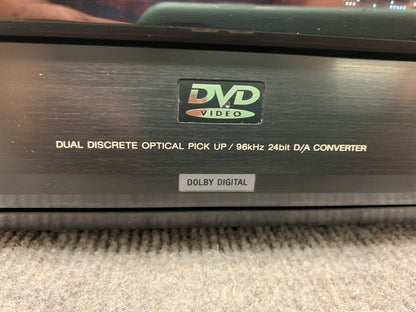 DVD
VIDEO
DUAL DISCRETE OPTICAL PICK UP / 96kHz 24bit D/A CONVERTER
DOLBY DIGITAL